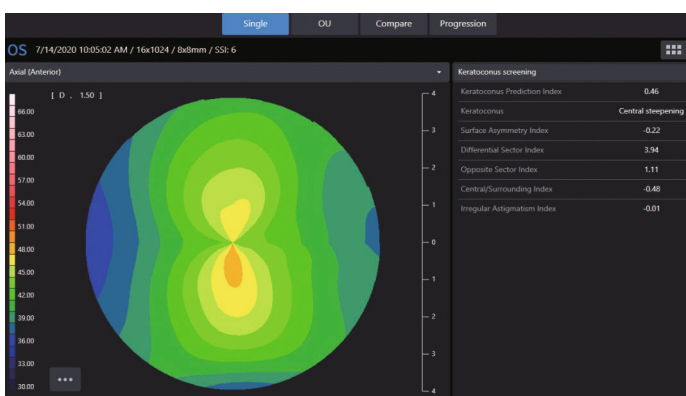 Single OU Compare Progression
OS 7/14/2020 10:05:02 AM / 16x1024 / 8x8mm / SSI: 6
Axial (Anterior)
[ D , 1.50 ]
66.00
63.00
60.00
57.00
54.00
51.00
48.00
45.00
42.00
39.00
36.00
33.00
30.00
4
3
2
1
0
1
2
3
4
Keratoconus screening
Keratoconus Prediction Index 0.46
Keratoconus Central steepening
Surface Asymmetry Index -0.22
Differential Sector Index 3.94
Opposite Sector Index 1.11
Central/Surrounding Index -0.48
Irregular Astigmatism Index -0.01